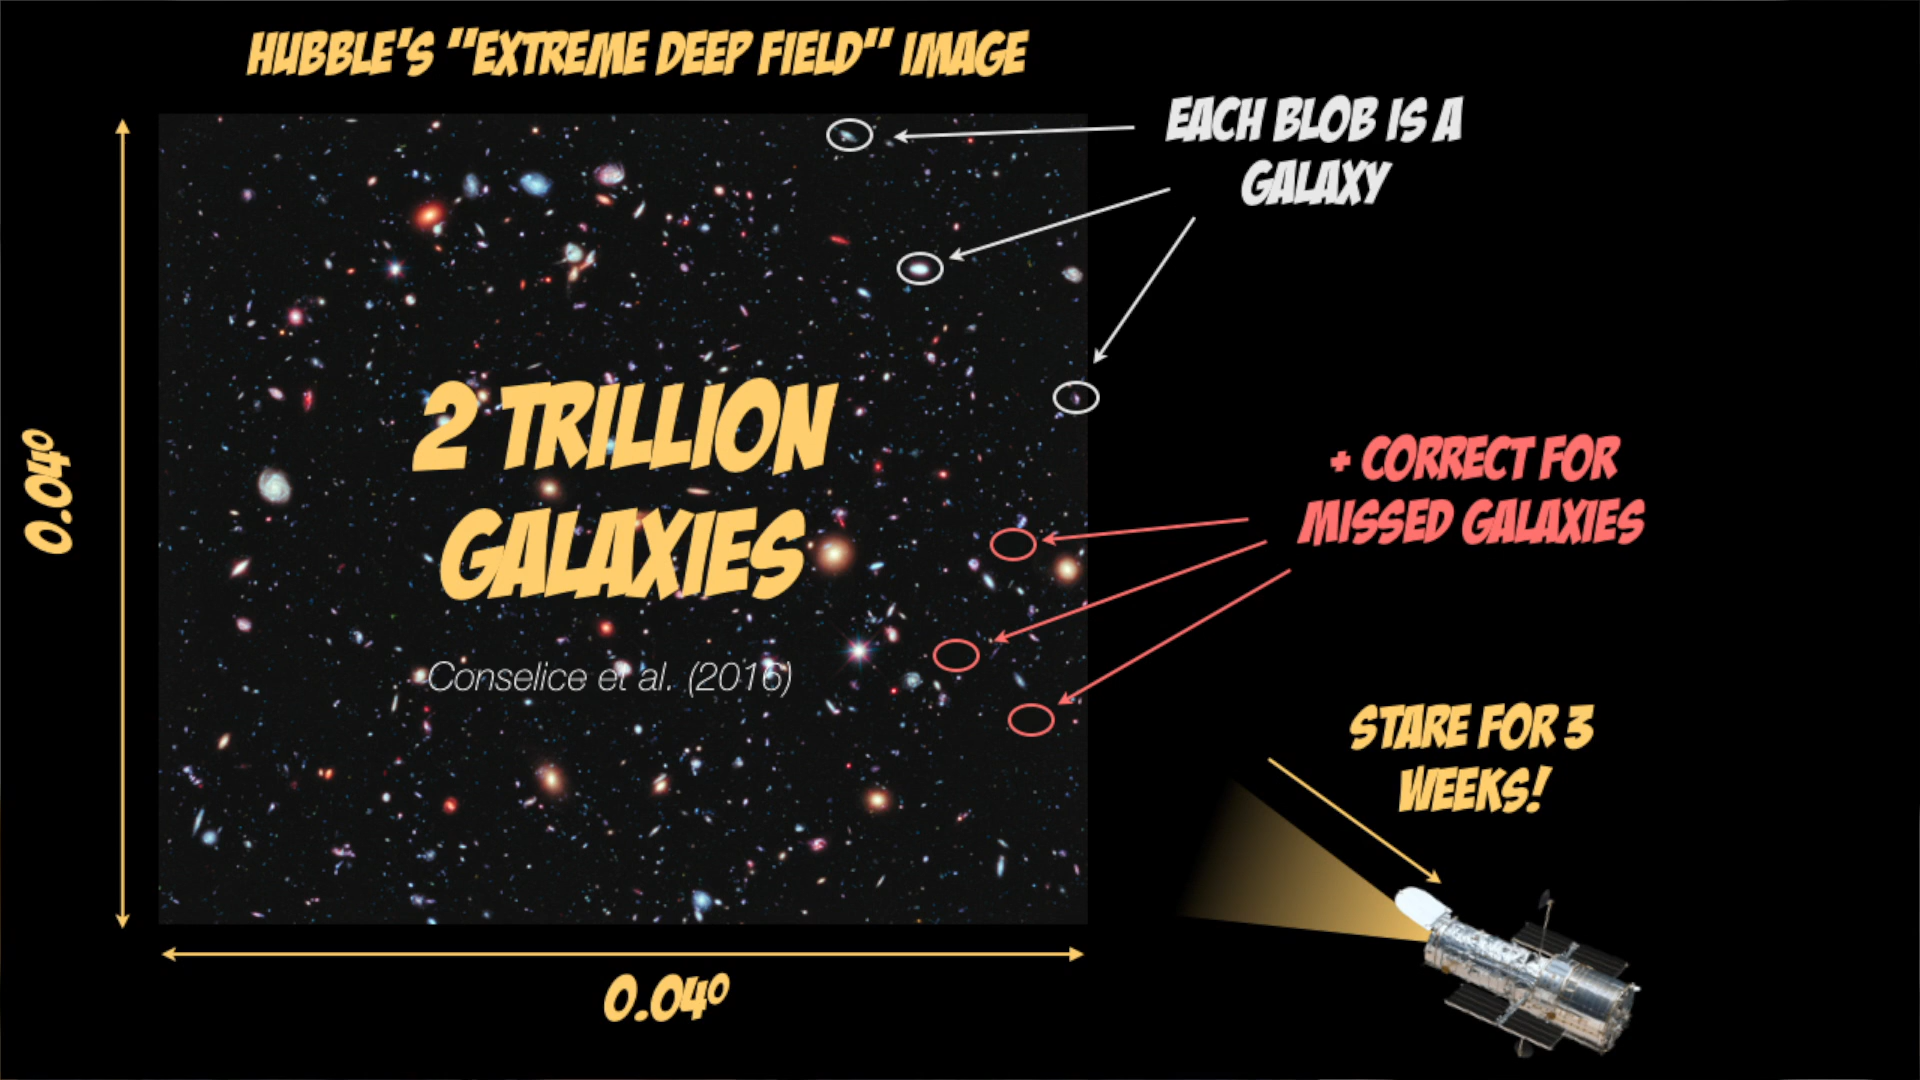 HUBBLE'S "EXTREME DEEP FIELD" IMAGE
EACH BLOB IS A
GALAXY
0.04º
2 TRILLION
GALAXIES
Conselice et al. (2016)
+ CORRECT FOR
MISSED GALAXIES
STARE FOR 3
WEEKS!
0.04º